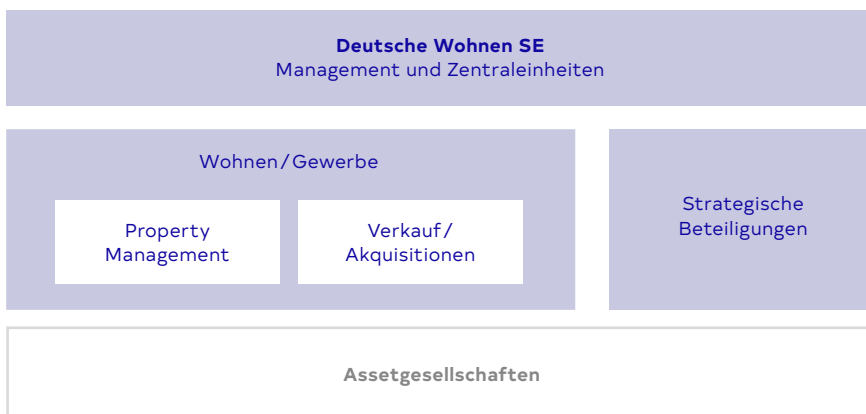 Deutsche Wohnen SE
Management und Zentraleinheiten
Wohnen/Gewerbe
Property
Management
Verkauf/
Akquisitionen
Strategische
Beteiligungen
Assetgesellschaften